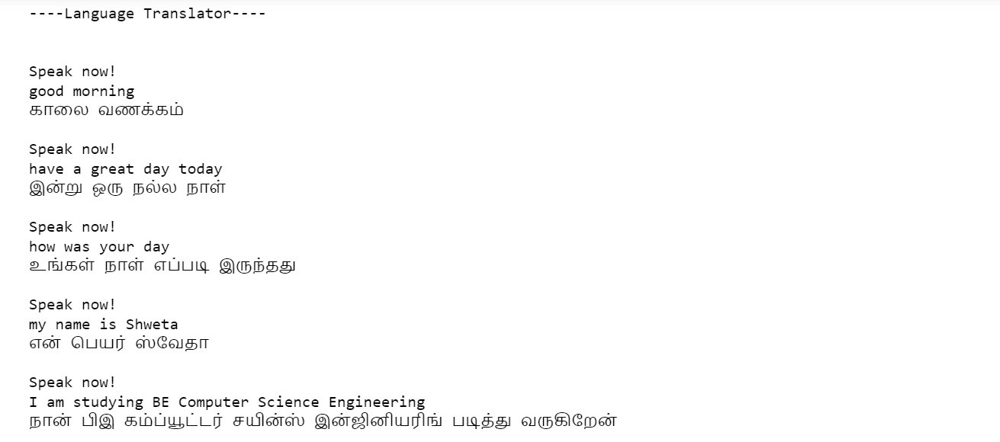 ----Language Translator----
Speak now!
good morning
காலை வணக்கம்
Speak now!
have a great day today
இன்று ஒரு நல்ல நாள்
Speak now!
how was your day
உங்கள் நாள் எப்படி இருந்தது
Speak now!
my name is Shweta
என் பெயர் ஸ்வேதா
Speak now!
I am studying BE Computer Science Engineering
நான் பிஇ கம்ப்யூட்டர் சயின்ஸ் இன்ஜினியரிங் படித்து வருகிறேன்